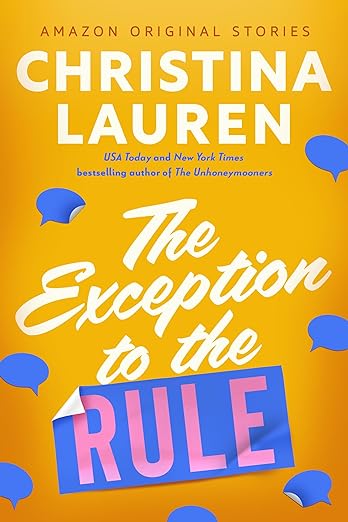 AMAZON ORIGINAL STORIES
CHRISTINA
LAUREN
USA Today and New York Times
bestselling author of The Unhoneymooners
The
Exception
to the
RULE